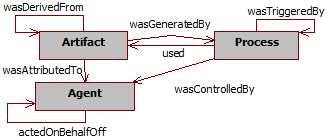 wasDerivedFrom
wasGeneratedBy
wasTriggeredBy
Artifact
Process
used
wasAttributedTo
wasControlledBy
Agent
actedOnBehalfOff